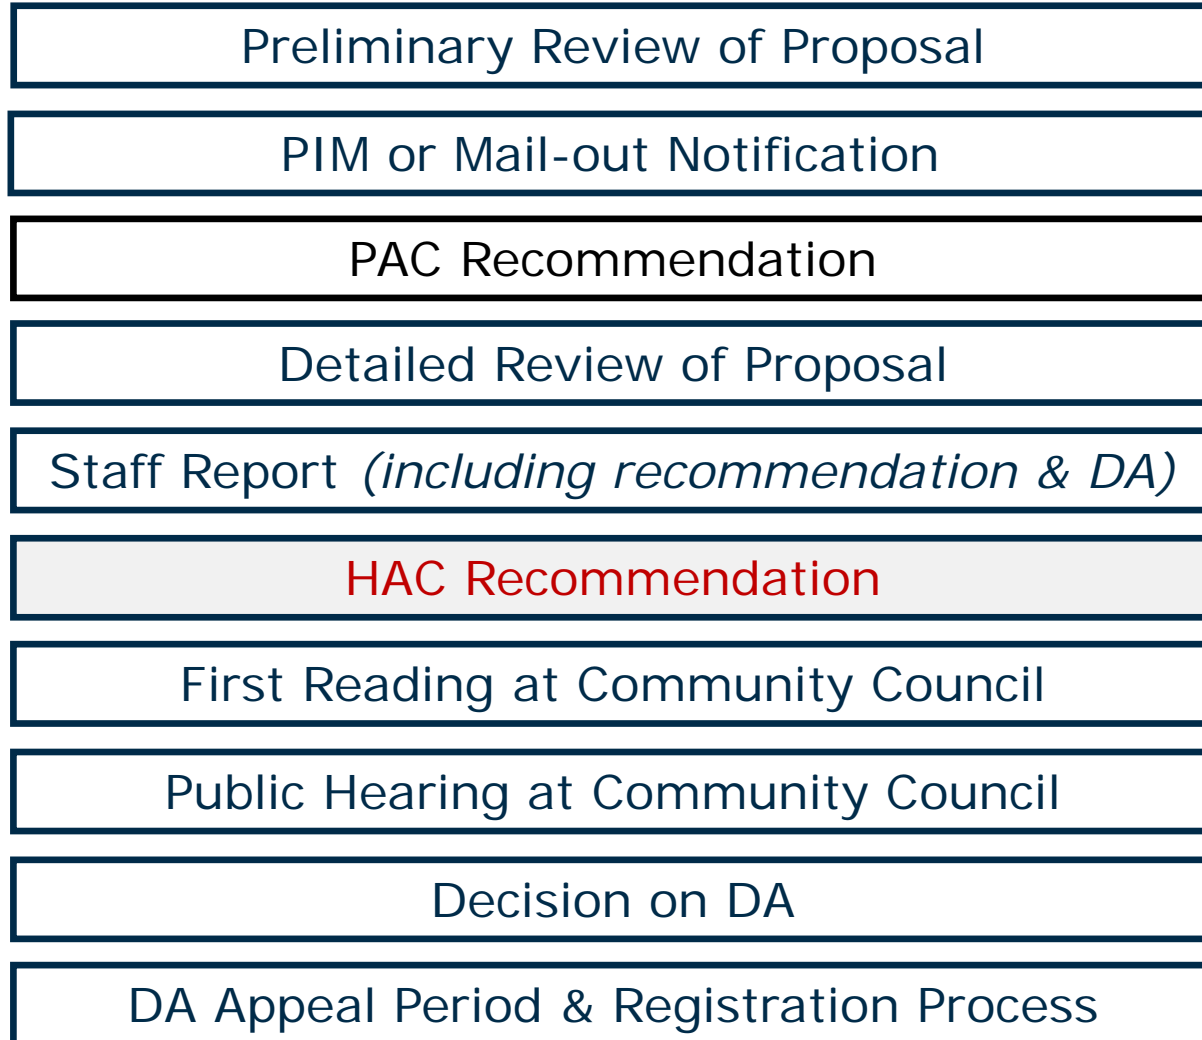 Preliminary Review of Proposal
PIM or Mail-out Notification
PAC Recommendation
Detailed Review of Proposal
Staff Report (including recommendation & DA)
HAC Recommendation
First Reading at Community Council
Public Hearing at Community Council
Decision on DA
DA Appeal Period & Registration Process